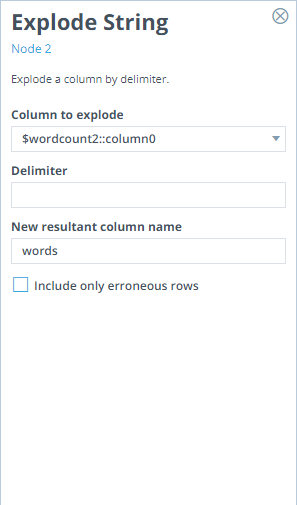 Explode String
Node 2
Explode a column by delimiter.
Column to explode
$wordcount2::column0
Delimiter
New resultant column name
words
Include only erroneous rows